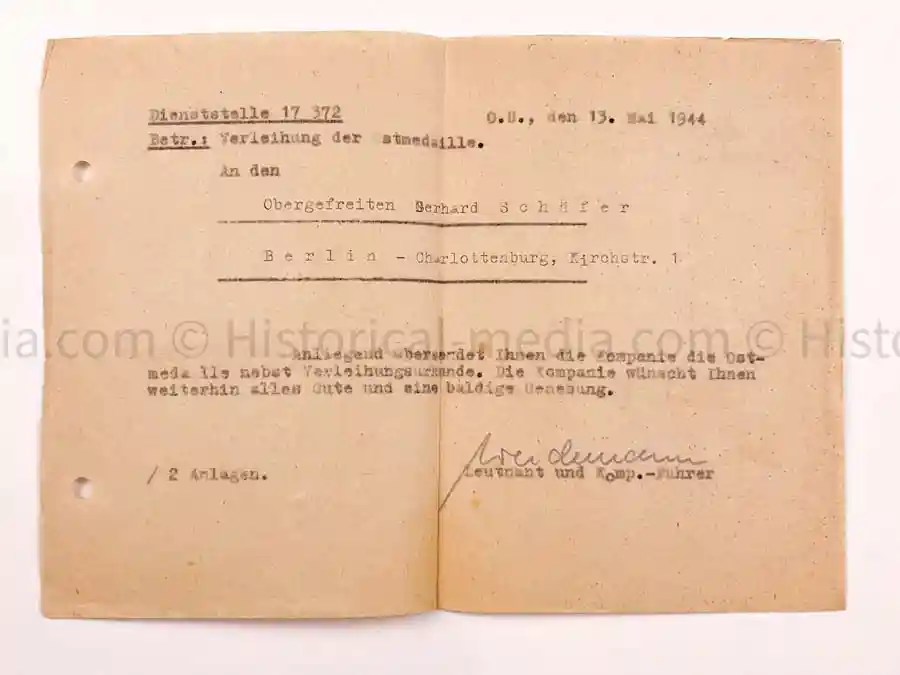 Dienststelle 17 372
O.U., den 13. Mai 1944
Betr.: Verleihung der Ostmedaille.
An den
Obergefreiten Gerhard Schäfer
Berlin - Charlottenburg, Kirchstr. 1
Anliegend übersendet Ihnen die Kompanie die Ost-
medaille nebst Verleihungsurkunde. Die Kompanie wünscht Ihnen
weiterhin alles Gute und eine baldige Genesung.
Weidemann
/ 2 Anlagen.
Leutnant und Komp.-Führer
ia.com © Historical-media.com © Histo